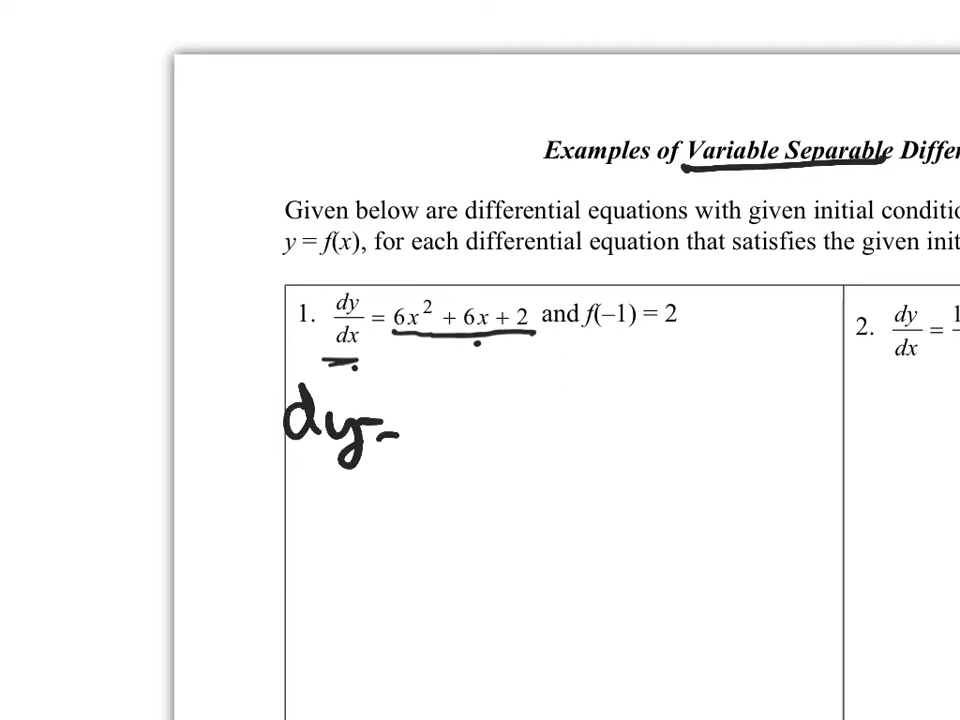 Examples of Variable Separable Differ
Given below are differential equations with given initial conditio
y = f(x), for each differential equation that satisfies the given init
1. dy/dx = 6x² + 6x + 2 and f(–1) = 2
2. dy/dx = 1
dy=